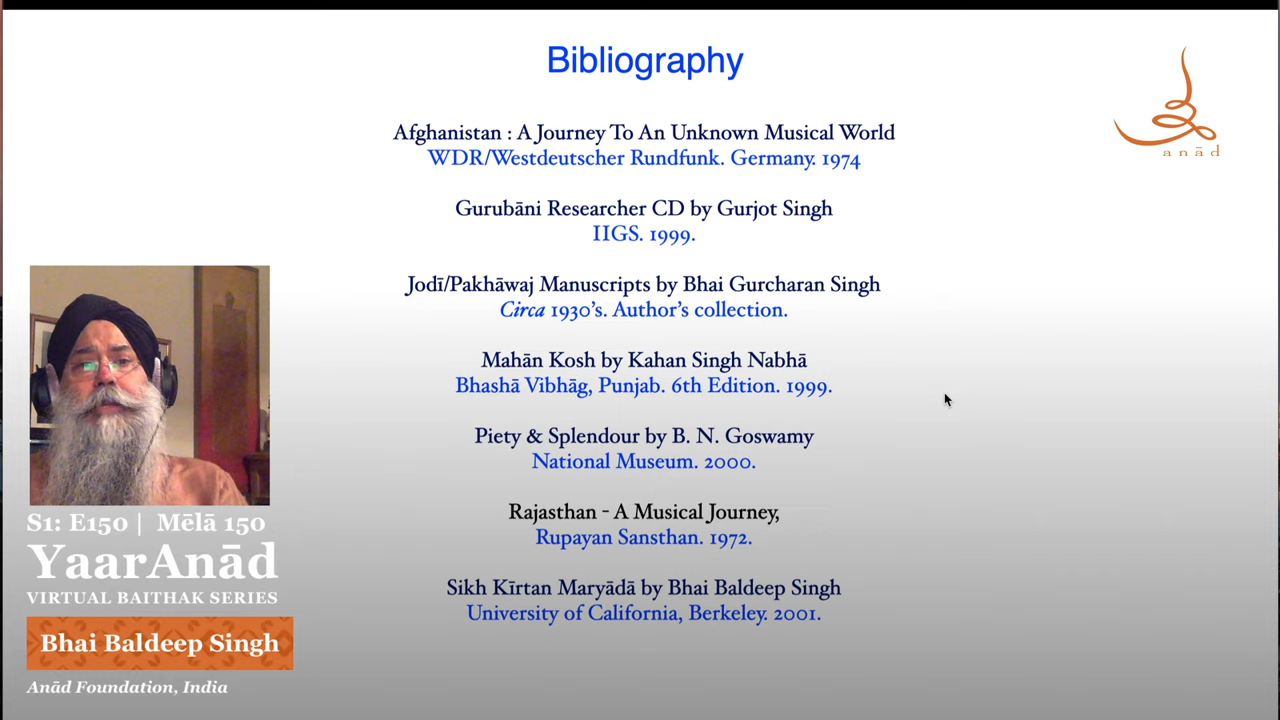 Bibliography
anād
Afghanistan : A Journey To An Unknown Musical World
WDR/Westdeutscher Rundfunk. Germany. 1974
Gurubāni Researcher CD by Gurjot Singh
IIGS. 1999.
Jodī/Pakhāwaj Manuscripts by Bhai Gurcharan Singh
Circa 1930's. Author's collection.
Mahān Kosh by Kahan Singh Nabhā
Bhashā Vibhāg, Punjab. 6th Edition. 1999.
Piety & Splendour by B. N. Goswamy
National Museum. 2000.
Rajasthan - A Musical Journey,
Rupayan Sansthan. 1972.
Sikh Kīrtan Maryādā by Bhai Baldeep Singh
University of California, Berkeley. 2001.
S1: E150 | Mēlā 150
YaarAnād
VIRTUAL BAITHAK SERIES
Bhai Baldeep Singh
Anād Foundation, India